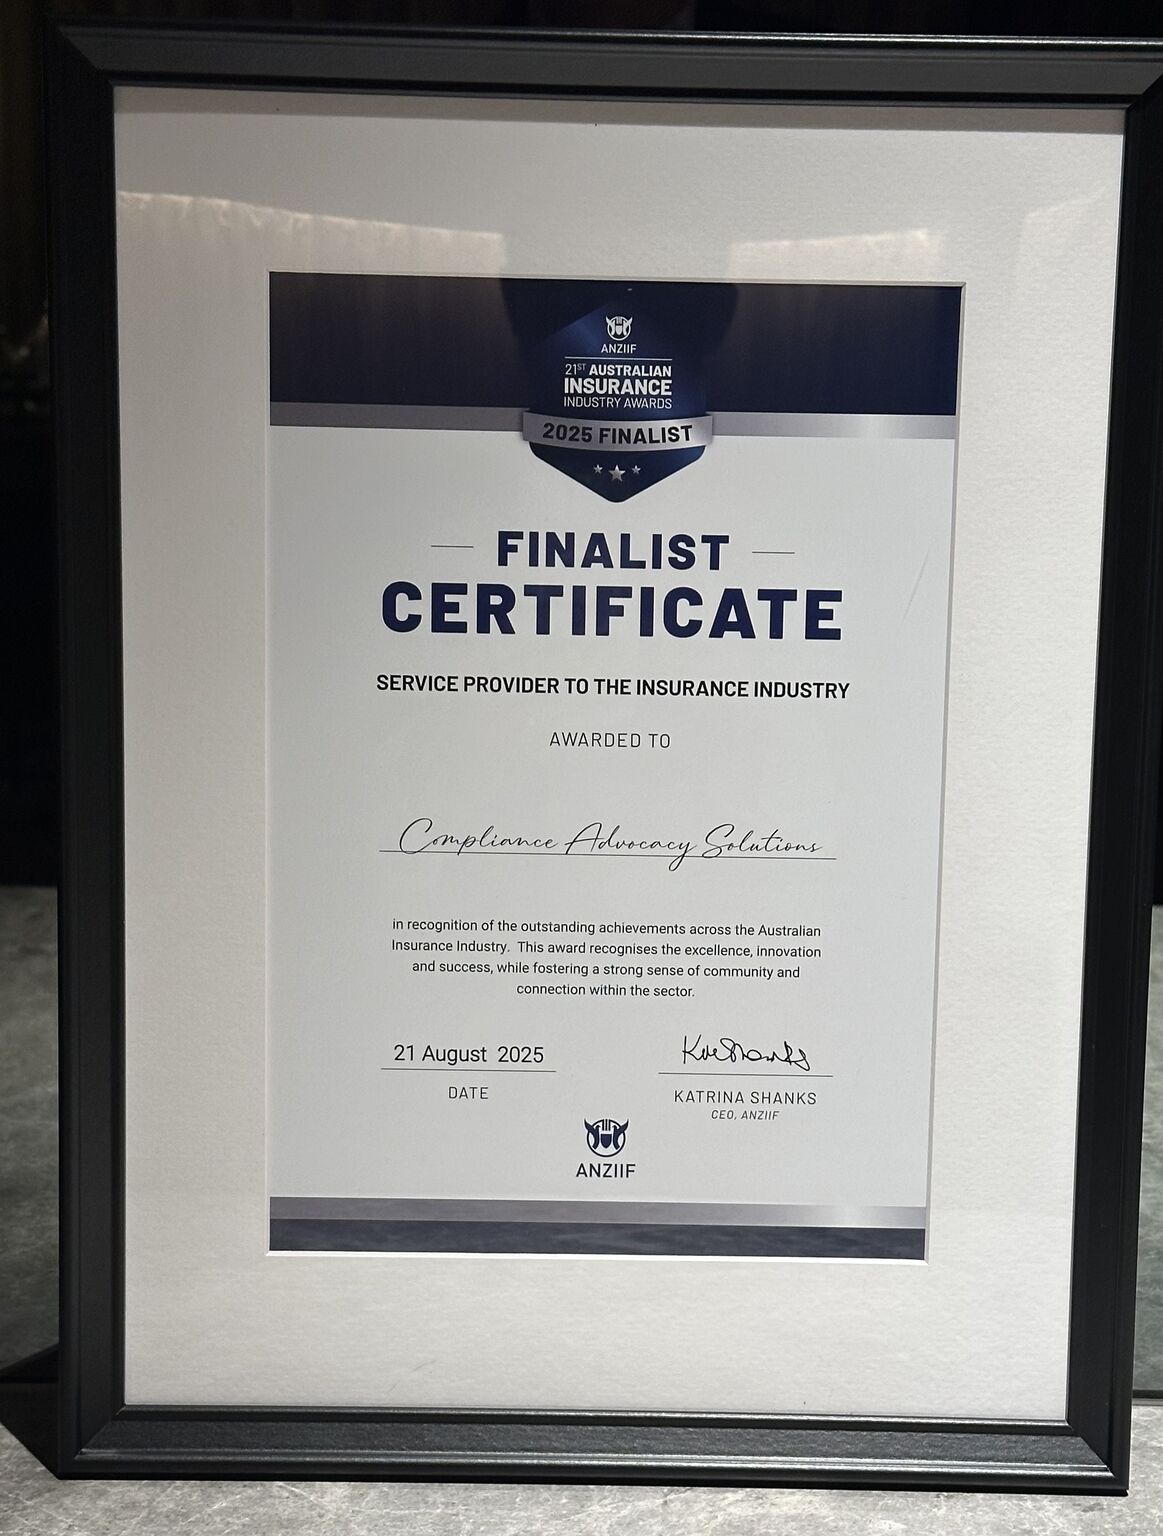 ANZIIF
21ST AUSTRALIAN
INSURANCE
INDUSTRY AWARDS
2025 FINALIST
FINALIST
CERTIFICATE
SERVICE PROVIDER TO THE INSURANCE INDUSTRY
AWARDED TO
Compliance Advocacy Solutions
in recognition of the outstanding achievements across the Australian
Insurance Industry. This award recognises the excellence, innovation
and success, while fostering a strong sense of community and
connection within the sector.
21 August 2025
DATE
KATRINA SHANKS
CEO, ANZIIF
ANZIIF